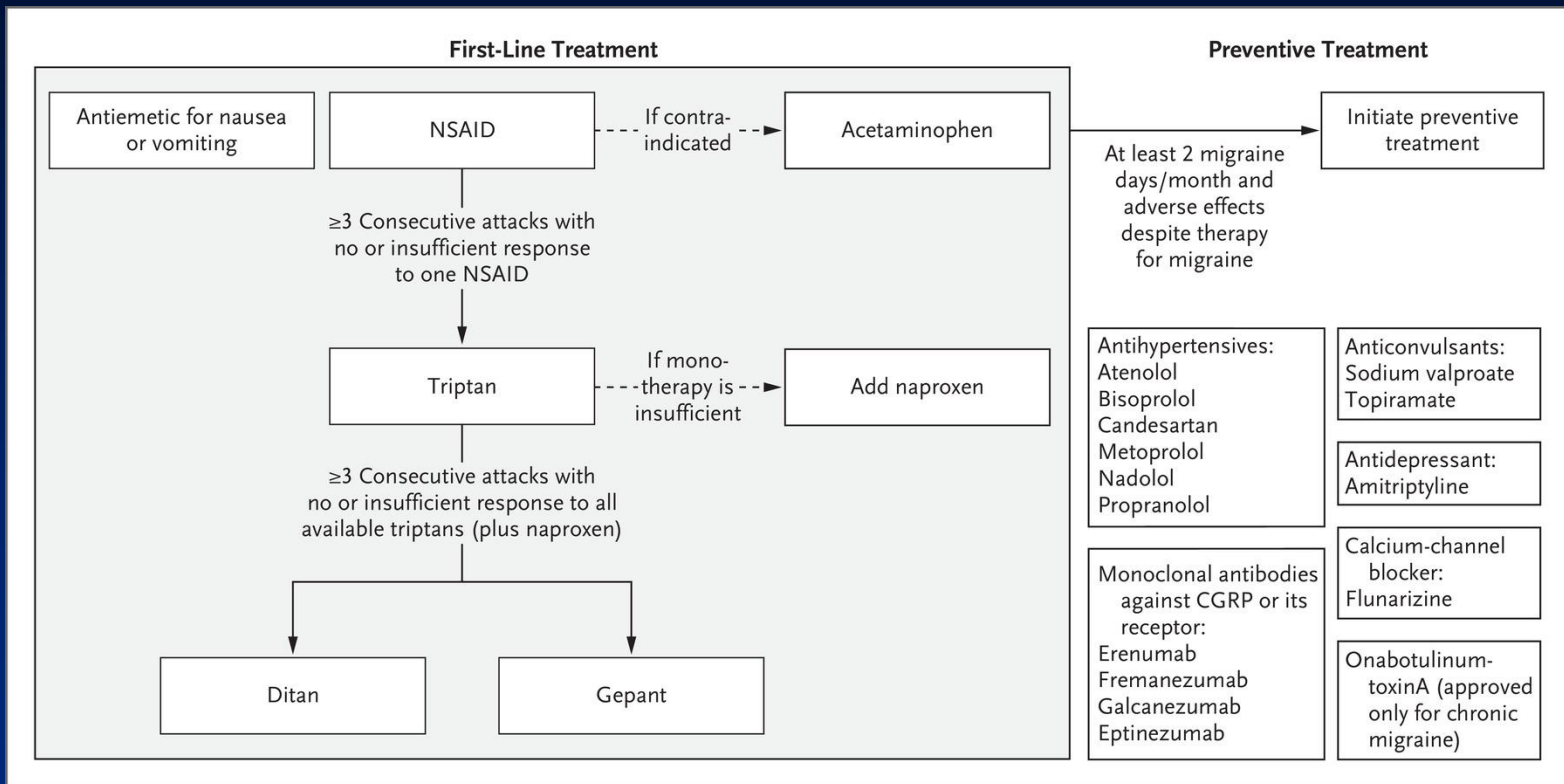 First-Line Treatment
Antiemetic for nausea
or vomiting
NSAID
If contra-
indicated
Acetaminophen
≥3 Consecutive attacks with
no or insufficient response
to one NSAID
Triptan
If mono-
therapy is
insufficient
Add naproxen
≥3 Consecutive attacks with
no or insufficient response to all
available triptans (plus naproxen)
Ditan
Gepant
Preventive Treatment
At least 2 migraine
days/month and
adverse effects
despite therapy
for migraine
Initiate preventive
treatment
Antihypertensives:
Atenolol
Bisoprolol
Candesartan
Metoprolol
Nadolol
Propranolol
Monoclonal antibodies
against CGRP or its
receptor:
Erenumab
Fremanezumab
Galcanezumab
Eptinezumab
Anticonvulsants:
Sodium valproate
Topiramate
Antidepressant:
Amitriptyline
Calcium-channel
blocker:
Flunarizine
Onabotulinum-
toxinA (approved
only for chronic
migraine)